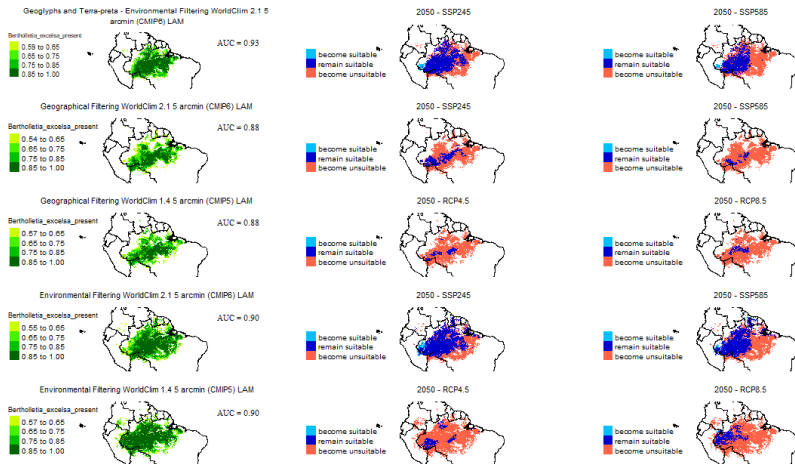 Geoglyphs and Terra-preta - Environmental Filtering WorldClim 2.1 5
arcmin (CMIP6) LAM
2050 - SSP245
2050 - SSP585
Bertholletia_excelsa_present
0.59 to 0.65
0.65 to 0.75
0.75 to 0.85
0.85 to 1.00
AUC = 0.93
become suitable
remain suitable
become unsuitable
become suitable
remain suitable
become unsuitable
Geographical Filtering WorldClim 2.1 5 arcmin (CMIP6) LAM
2050 - SSP245
2050 - SSP585
Bertholletia_excelsa_present
0.54 to 0.65
0.65 to 0.75
0.75 to 0.85
0.85 to 1.00
AUC = 0.88
become suitable
remain suitable
become unsuitable
become suitable
remain suitable
become unsuitable
Geographical Filtering WorldClim 1.4 5 arcmin (CMIP5) LAM
2050 - RCP4.5
2050 - RCP8.5
Bertholletia_excelsa_present
0.57 to 0.65
0.65 to 0.75
0.75 to 0.85
0.85 to 1.00
AUC = 0.88
become suitable
remain suitable
become unsuitable
become suitable
remain suitable
become unsuitable
Environmental Filtering WorldClim 2.1 5 arcmin (CMIP6) LAM
2050 - SSP245
2050 - SSP585
Bertholletia_excelsa_present
0.55 to 0.65
0.65 to 0.75
0.75 to 0.85
0.85 to 1.00
AUC = 0.90
become suitable
remain suitable
become unsuitable
become suitable
remain suitable
become unsuitable
Environmental Filtering WorldClim 1.4 5 arcmin (CMIP5) LAM
2050 - RCP4.5
2050 - RCP8.5
Bertholletia_excelsa_present
0.57 to 0.65
0.65 to 0.75
0.75 to 0.85
0.85 to 1.00
AUC = 0.90
become suitable
remain suitable
become unsuitable
become suitable
remain suitable
become unsuitable